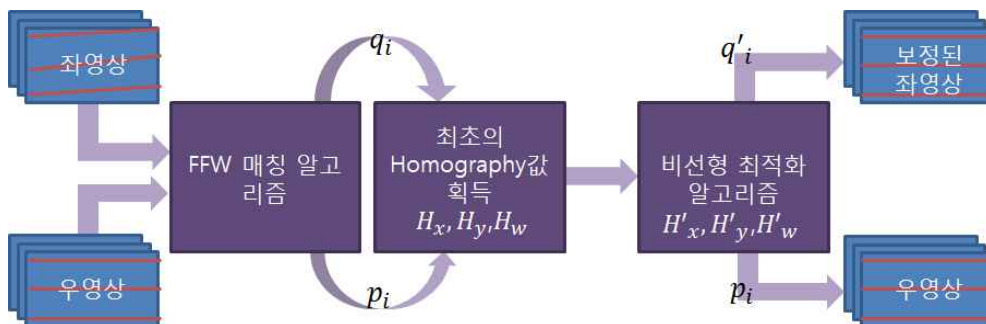 좌영상
우영상
FFW 매칭 알고
리즘
q_i
p_i
최초의
Homography값
획득
H_x, H_y, H_w
비선형 최적화
알고리즘
H'_x, H'_y, H'_w
q'_i
p_i
보정된
좌영상
우영상